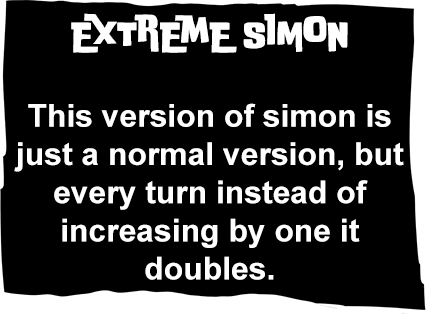 EXTREME SIMON
This version of simon is
just a normal version, but
every turn instead of
increasing by one it
doubles.